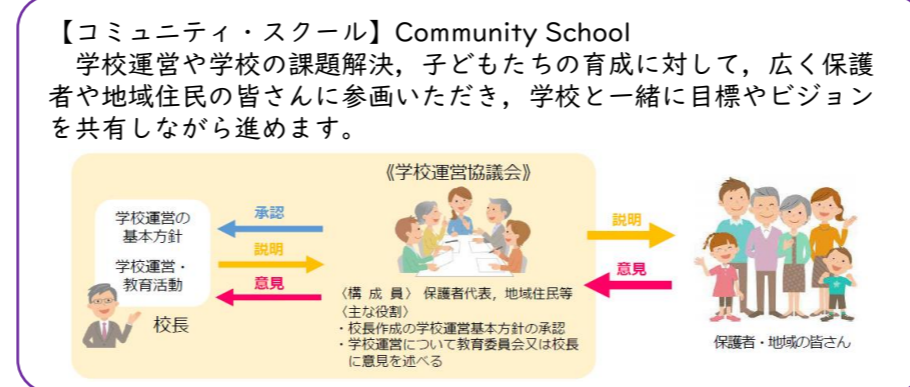 【コミュニティ・スクール】Community School
　学校運営や学校の課題解決，子どもたちの育成に対して，広く保護
者や地域住民の皆さんに参画いただき，学校と一緒に目標やビジョン
を共有しながら進めます。
《学校運営協議会》
学校運営の
基本方針
学校運営・
教育活動
校長
承認
説明
意見
〈構 成 員〉 保護者代表，地域住民等
〈主な役割〉
・校長作成の学校運営基本方針の承認
・学校運営について教育委員会又は校長
に意見を述べる
説明
意見
保護者・地域の皆さん